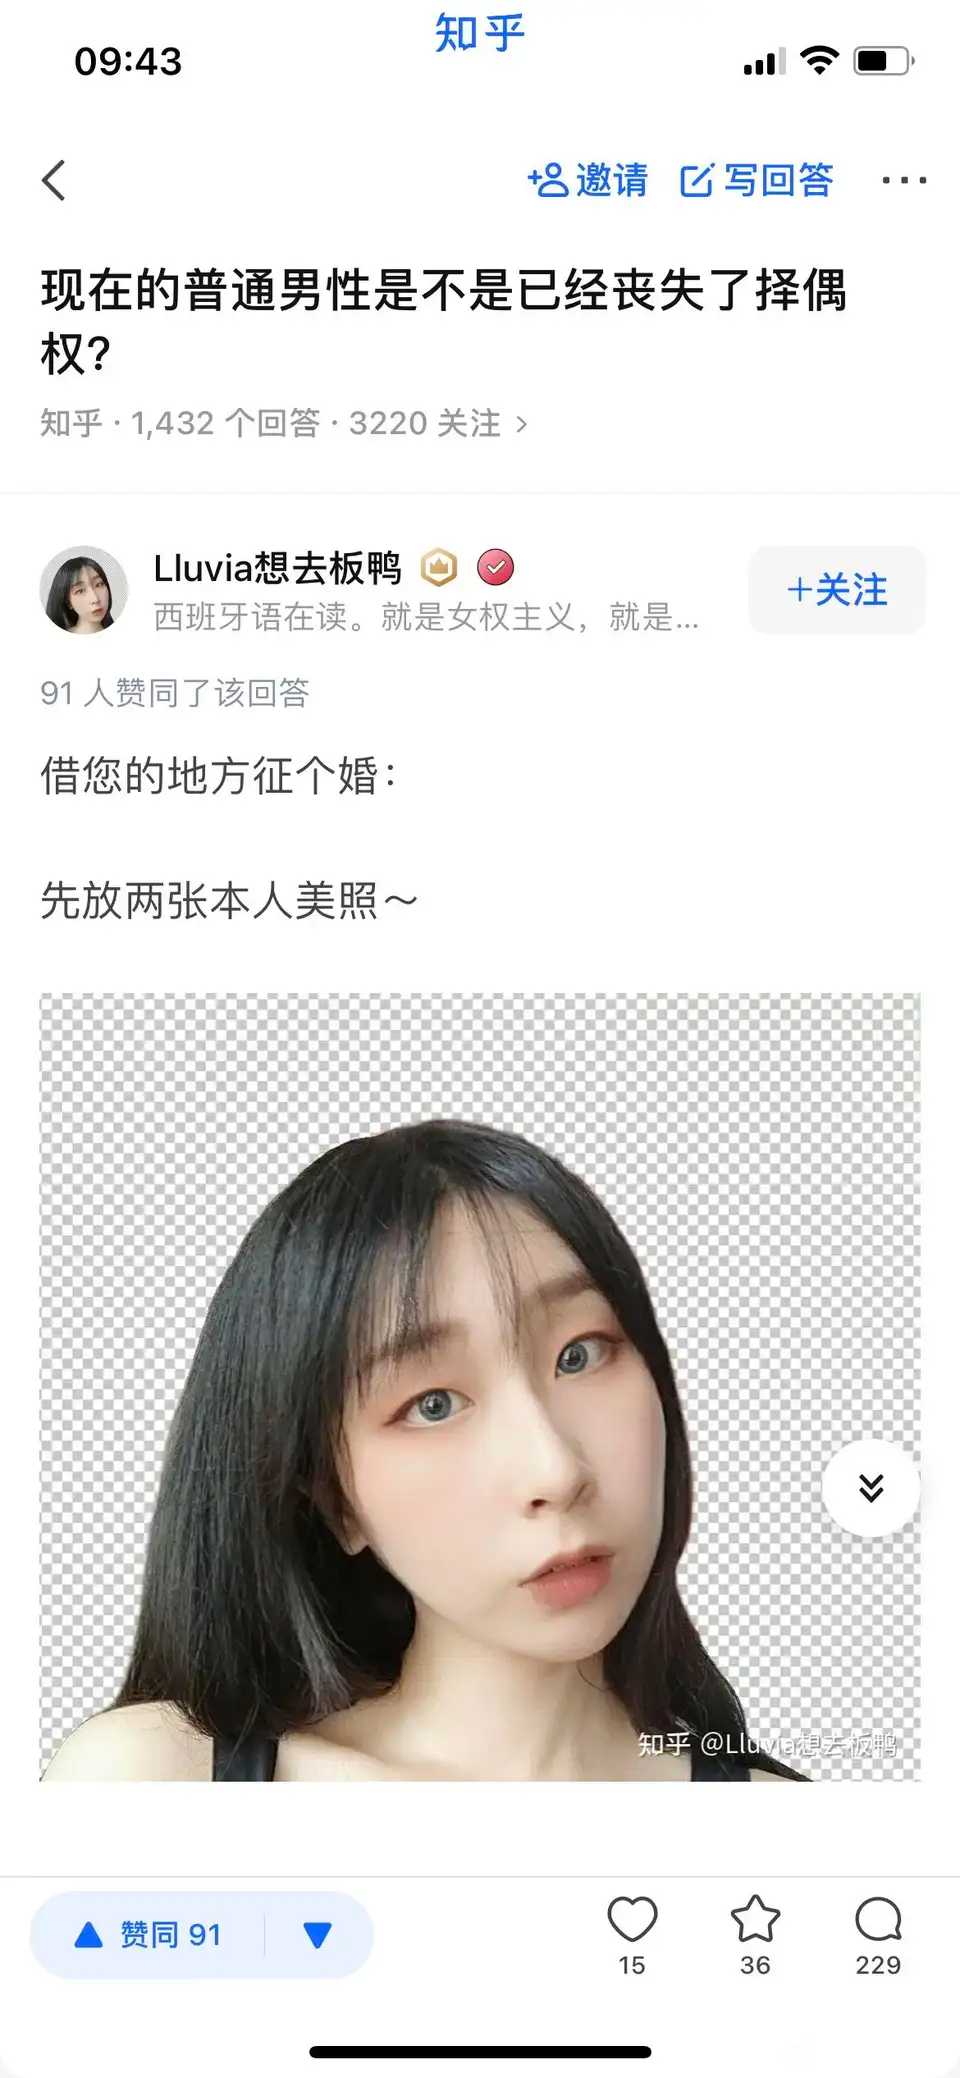 知乎
09:43
邀请 写回答
现在的普通男性是不是已经丧失了择偶
权?
知乎 · 1,432 个回答 · 3220 关注 >
Lluvia想去板鸭
西班牙语在读。就是女权主义，就是...
+关注
91 人赞同了该回答
借您的地方征个婚：
先放两张本人美照～
知乎 @Lluvia想去板鸭
赞同 91
15
36
229